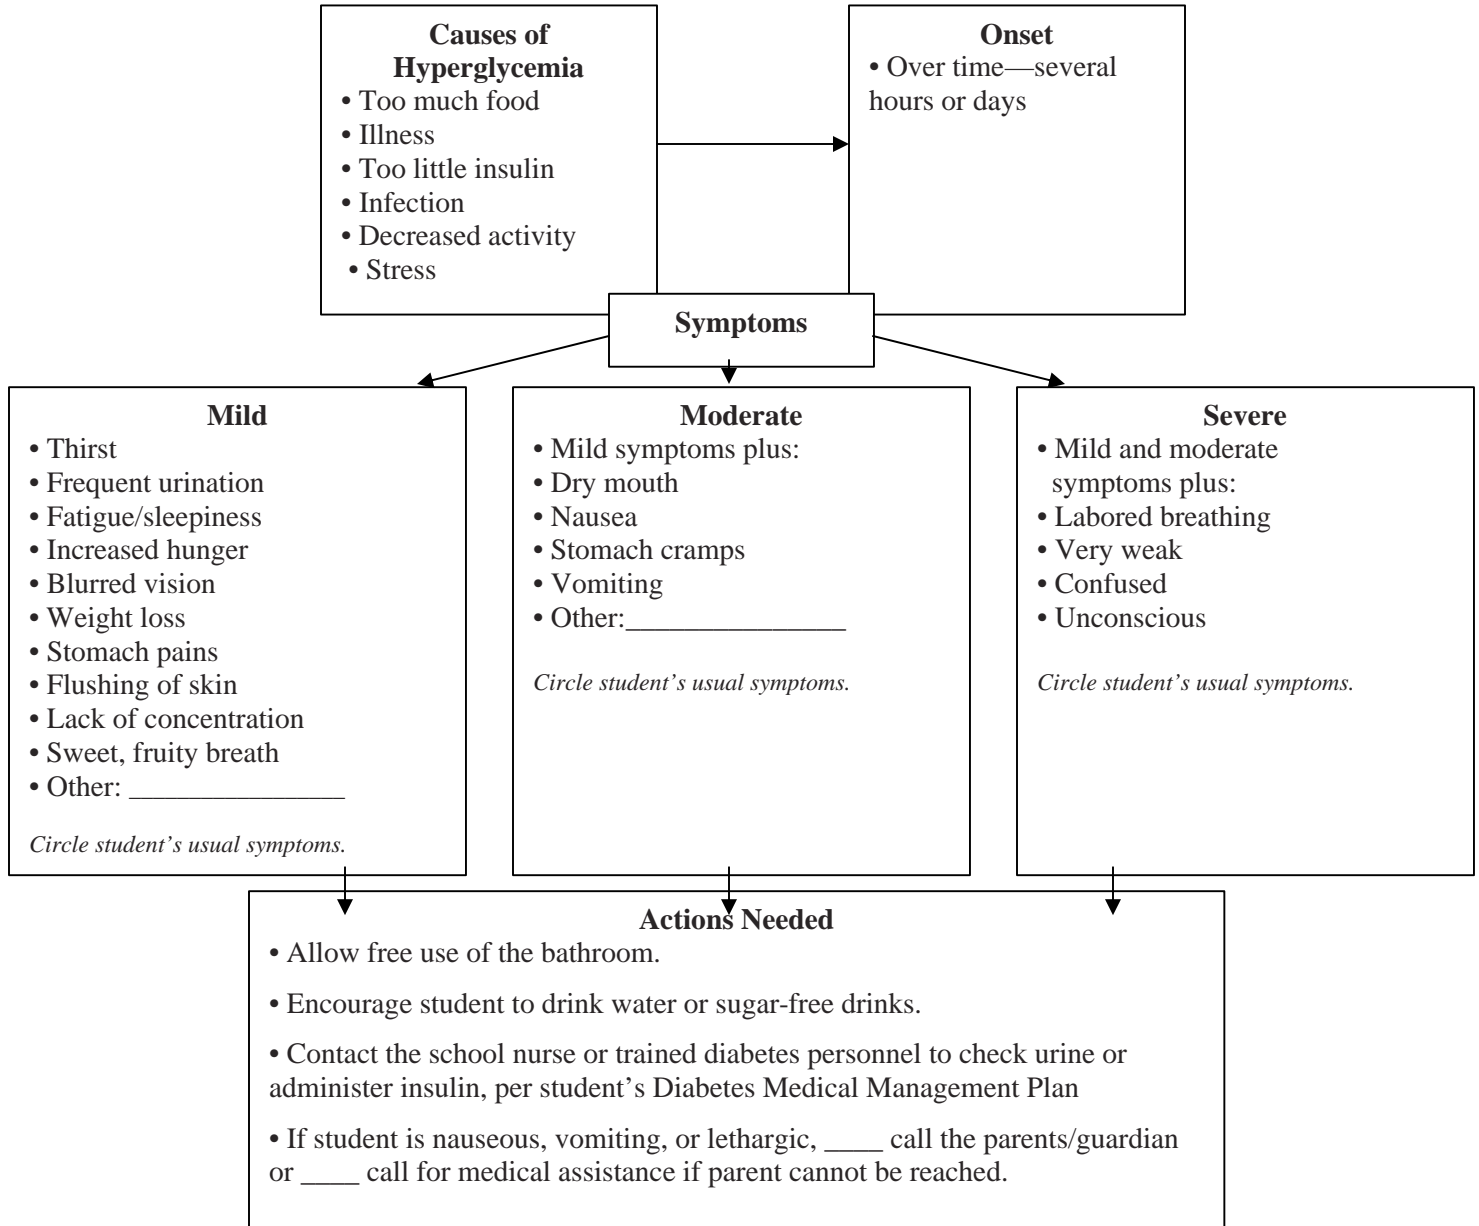 Causes of
Hyperglycemia
• Too much food
• Illness
• Too little insulin
• Infection
• Decreased activity
• Stress
Onset
• Over time—several
hours or days
Symptoms
Mild
• Thirst
• Frequent urination
• Fatigue/sleepiness
• Increased hunger
• Blurred vision
• Weight loss
• Stomach pains
• Flushing of skin
• Lack of concentration
• Sweet, fruity breath
• Other: __________________
Circle student’s usual symptoms.
Moderate
• Mild symptoms plus:
• Dry mouth
• Nausea
• Stomach cramps
• Vomiting
• Other:_______________
Circle student’s usual symptoms.
Severe
• Mild and moderate
symptoms plus:
• Labored breathing
• Very weak
• Confused
• Unconscious
Circle student’s usual symptoms.
Actions Needed
• Allow free use of the bathroom.
• Encourage student to drink water or sugar-free drinks.
• Contact the school nurse or trained diabetes personnel to check urine or
administer insulin, per student’s Diabetes Medical Management Plan
• If student is nauseous, vomiting, or lethargic, ____ call the parents/guardian
or ____ call for medical assistance if parent cannot be reached.